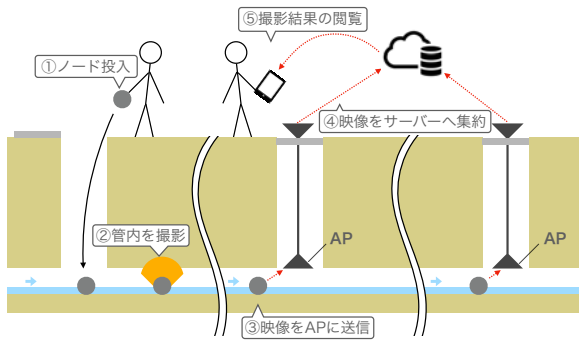 ⑤撮影結果の閲覧
①ノード投入
④映像をサーバーへ集約
②管内を撮影
AP
AP
③映像をAPに送信